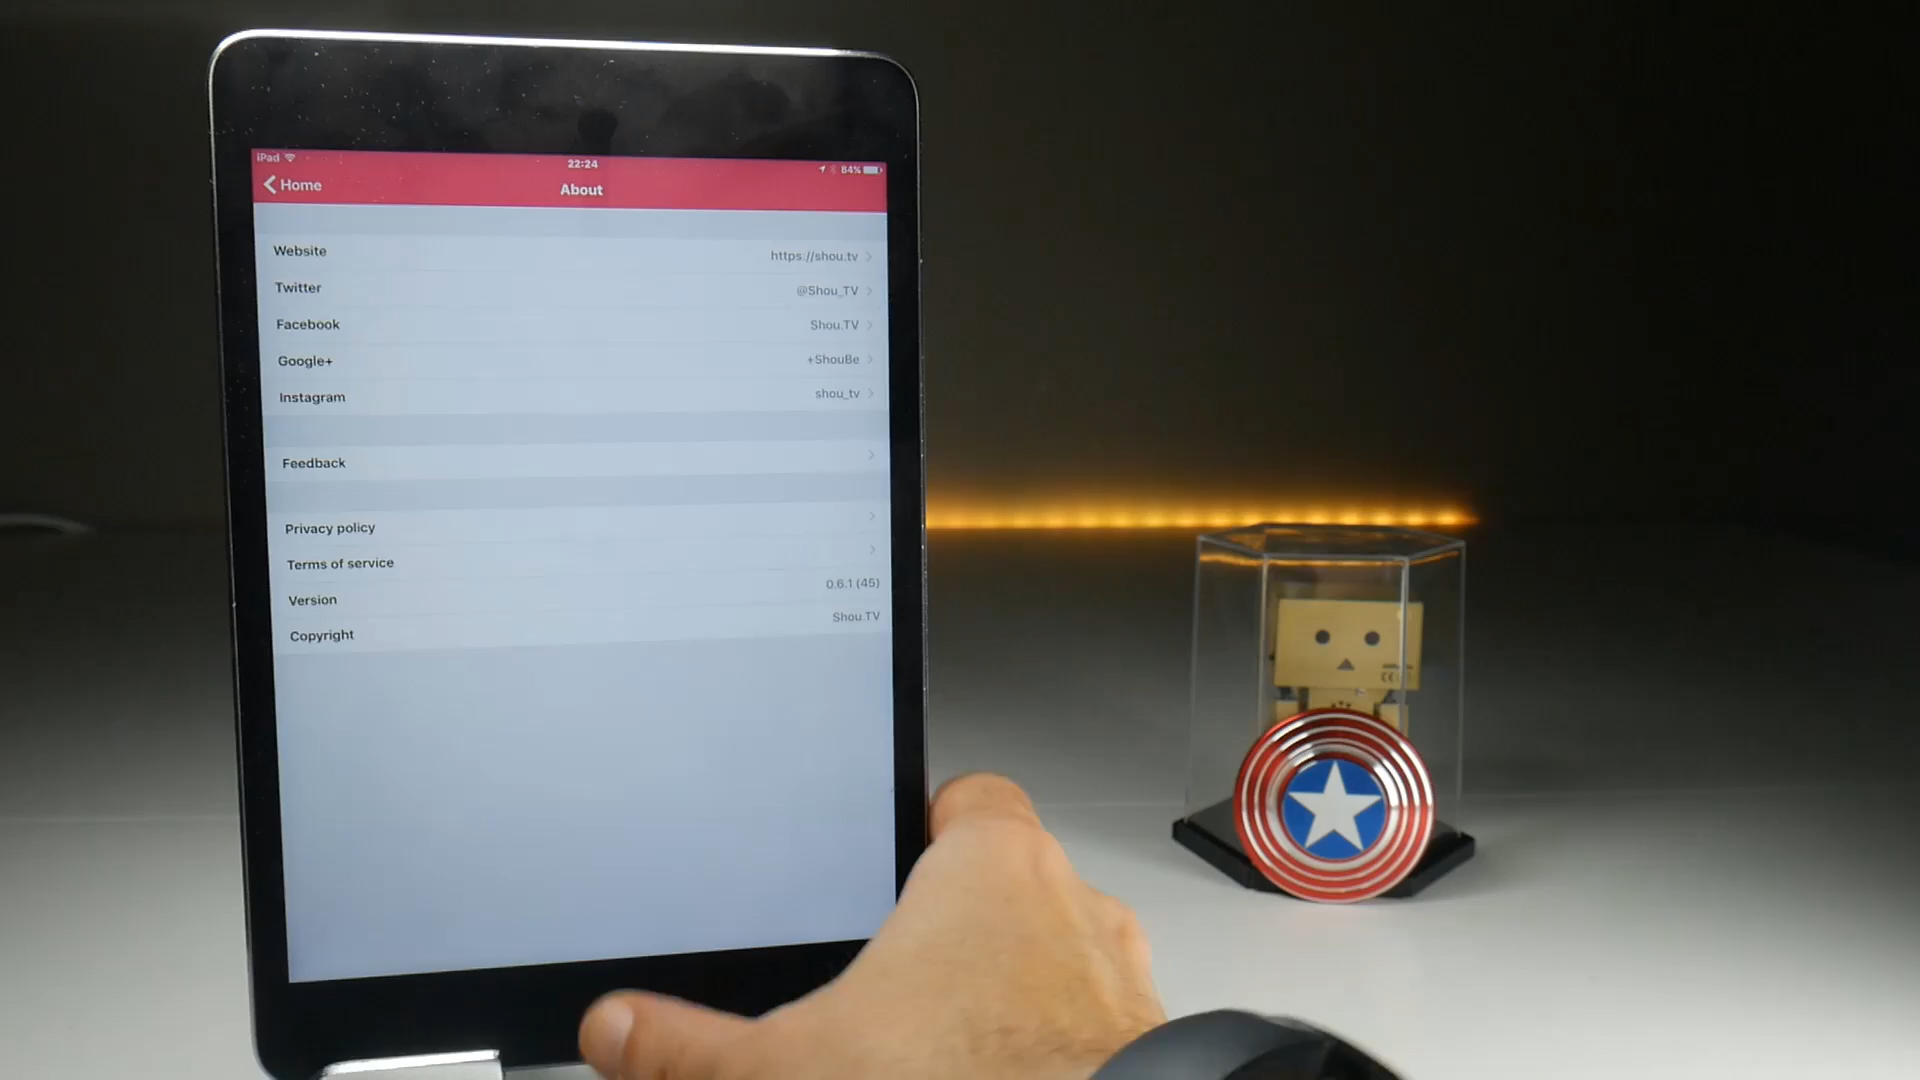 iPad
22:24
84%
Home
About
Website https://shou.tv
Twitter @Shou_TV
Facebook Shou.TV
Google+ +ShouBe
Instagram shou_tv
Feedback
Privacy policy
Terms of service
Version 0.6.1 (45)
Copyright Shou.TV
CE